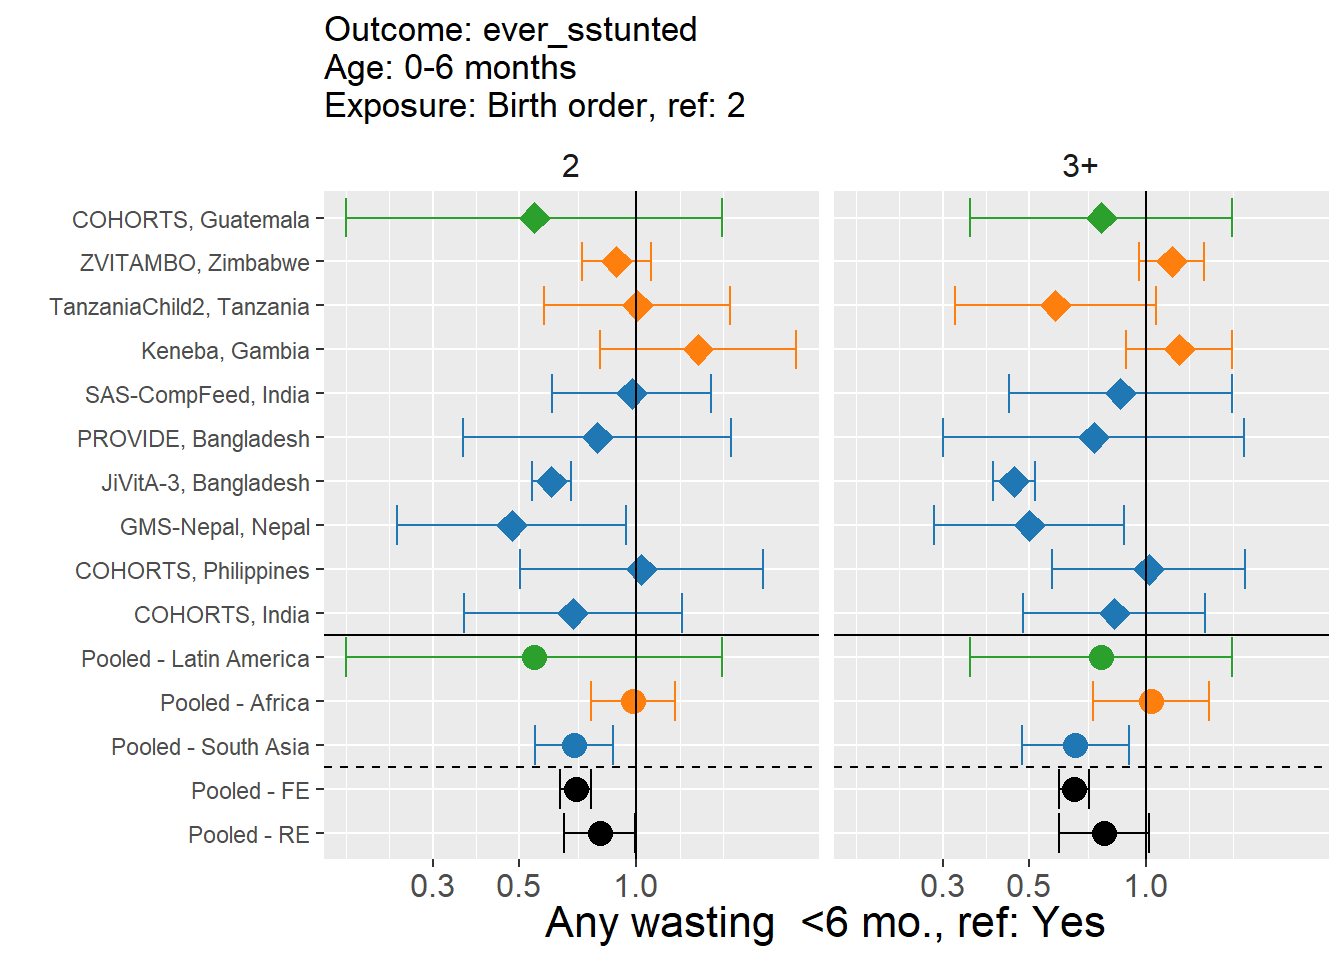 Outcome: ever_sstunted
Age: 0-6 months
Exposure: Birth order, ref: 2
2
3+
COHORTS, Guatemala
ZVITAMBO, Zimbabwe
TanzaniaChild2, Tanzania
Keneba, Gambia
SAS-CompFeed, India
PROVIDE, Bangladesh
JiVitA-3, Bangladesh
GMS-Nepal, Nepal
COHORTS, Philippines
COHORTS, India
Pooled - Latin America
Pooled - Africa
Pooled - South Asia
Pooled - FE
Pooled - RE
0.3 0.5 1.0 0.3 0.5 1.0
Any wasting  <6 mo., ref: Yes